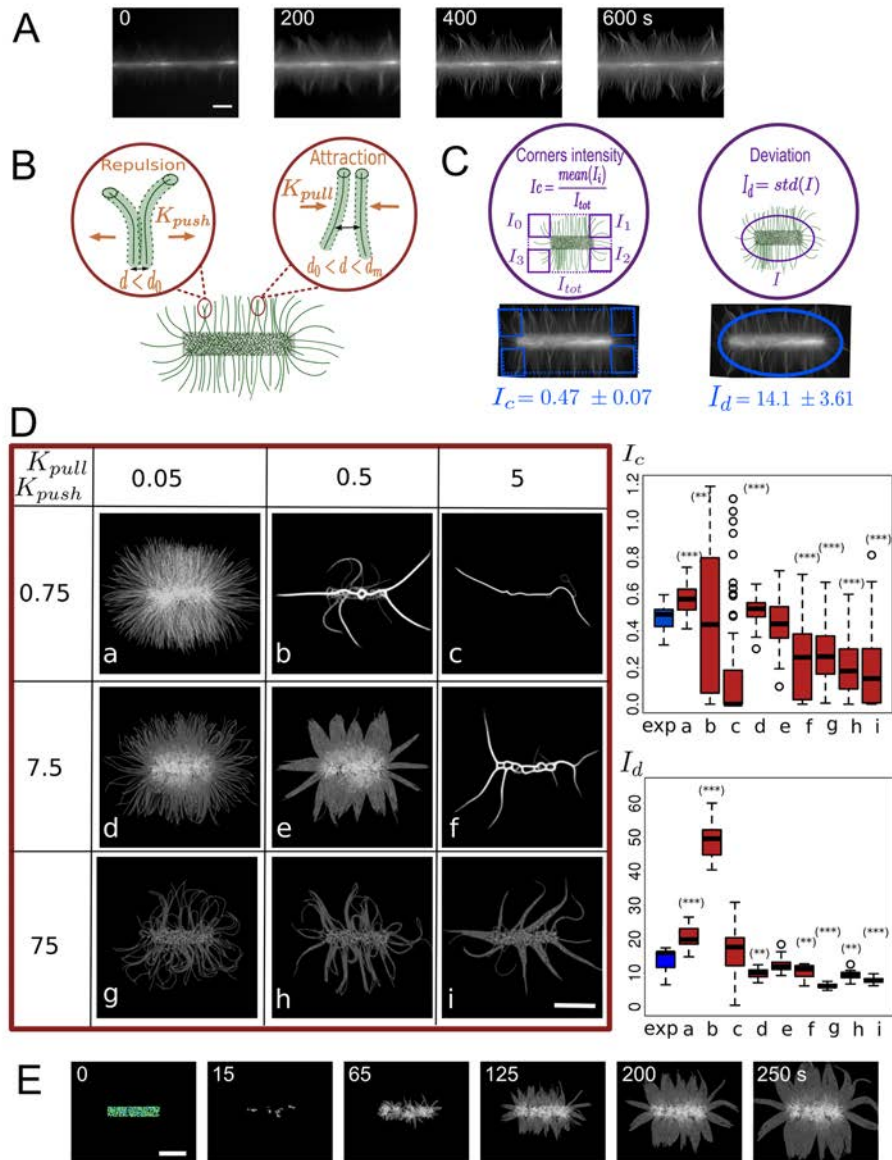 A
0
200
400
600 s
B
Repulsion
K_push
d < d_0
Attraction
K_pull
d_0 < d < d_m
C
Corners intensity
I_c = mean(I_i) / I_tot
I_0
I_1
I_3
I_2
I_tot
I_c = 0.47 ± 0.07
Deviation
I_d = std(I)
I
I_d = 14.1 ± 3.61
D
K_pull
K_push
0.05
0.5
5
0.75
a
b
c
7.5
d
e
f
75
g
h
i
I_c
1.2
0.8
0.6
0.4
0.2
0.0
(***)
(**)
(***)
(***)
(***)
(***)
(***)
exp a b c d e f g h i
I_d
60
50
40
30
20
10
0
(***)
(***)
(**)
(**)
(***)
(**)
(***)
exp a b c d e f g h i
E
0
15
65
125
200
250 s